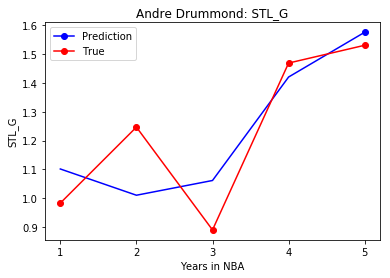 Andre Drummond: STL_G
Prediction
True
1.6
1.5
1.4
1.3
1.2
1.1
1.0
0.9
STL_G
1 2 3 4 5
Years in NBA